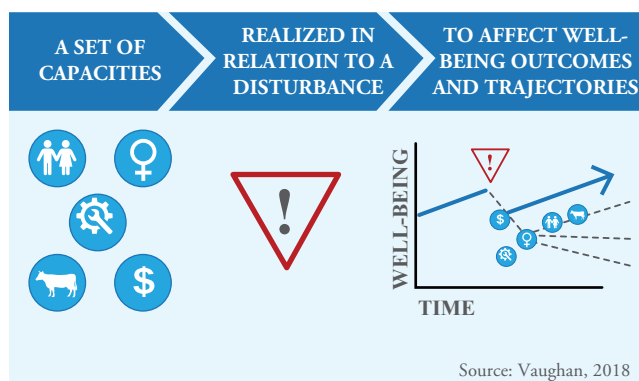 A SET OF
CAPACITIES
REALIZED IN
RELATIOIN TO A
DISTURBANCE
TO AFFECT WELL-
BEING OUTCOMES
AND TRAJECTORIES
!
$
WELL-BEING
!
$
TIME
Source: Vaughan, 2018